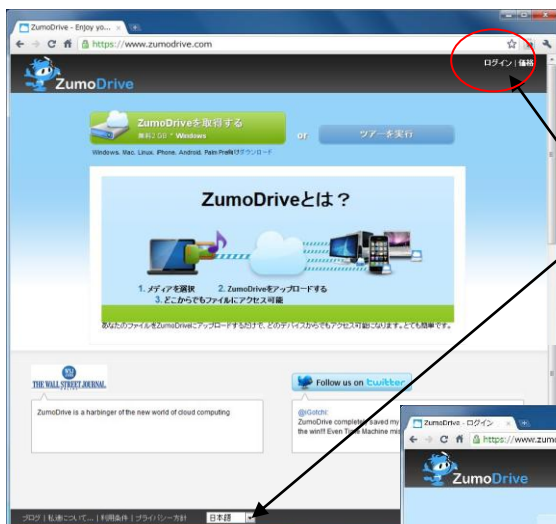 ZumoDrive - Enjoy yo...
https://www.zumodrive.com
ログイン | 価格
ZumoDrive
ZumoDriveを取得する
無料2 GB * Windows
or
ツアーを実行
Windows, Mac, Linux, iPhone, Android, Palm Pre向けダウンロード
ZumoDriveとは？
1. メディアを選択 2. ZumoDriveをアップロードする
3. どこからでもファイルにアクセス可能
あなたのファイルをZumoDriveにアップロードするだけで、どのデバイスからでもアクセス可能になります。とても簡単です。
WSJ
THE WALL STREET JOURNAL.
Follow us on twitter
ZumoDrive is a harbinger of the new world of cloud computing
@iGotchi:
ZumoDrive completely saved my
the win!!! Even Time Machine
ZumoDrive - ログイン
https://www.zumo
ZumoDrive
ブログ | 私達について... | 利用条件 | プライバシー方針 日本語